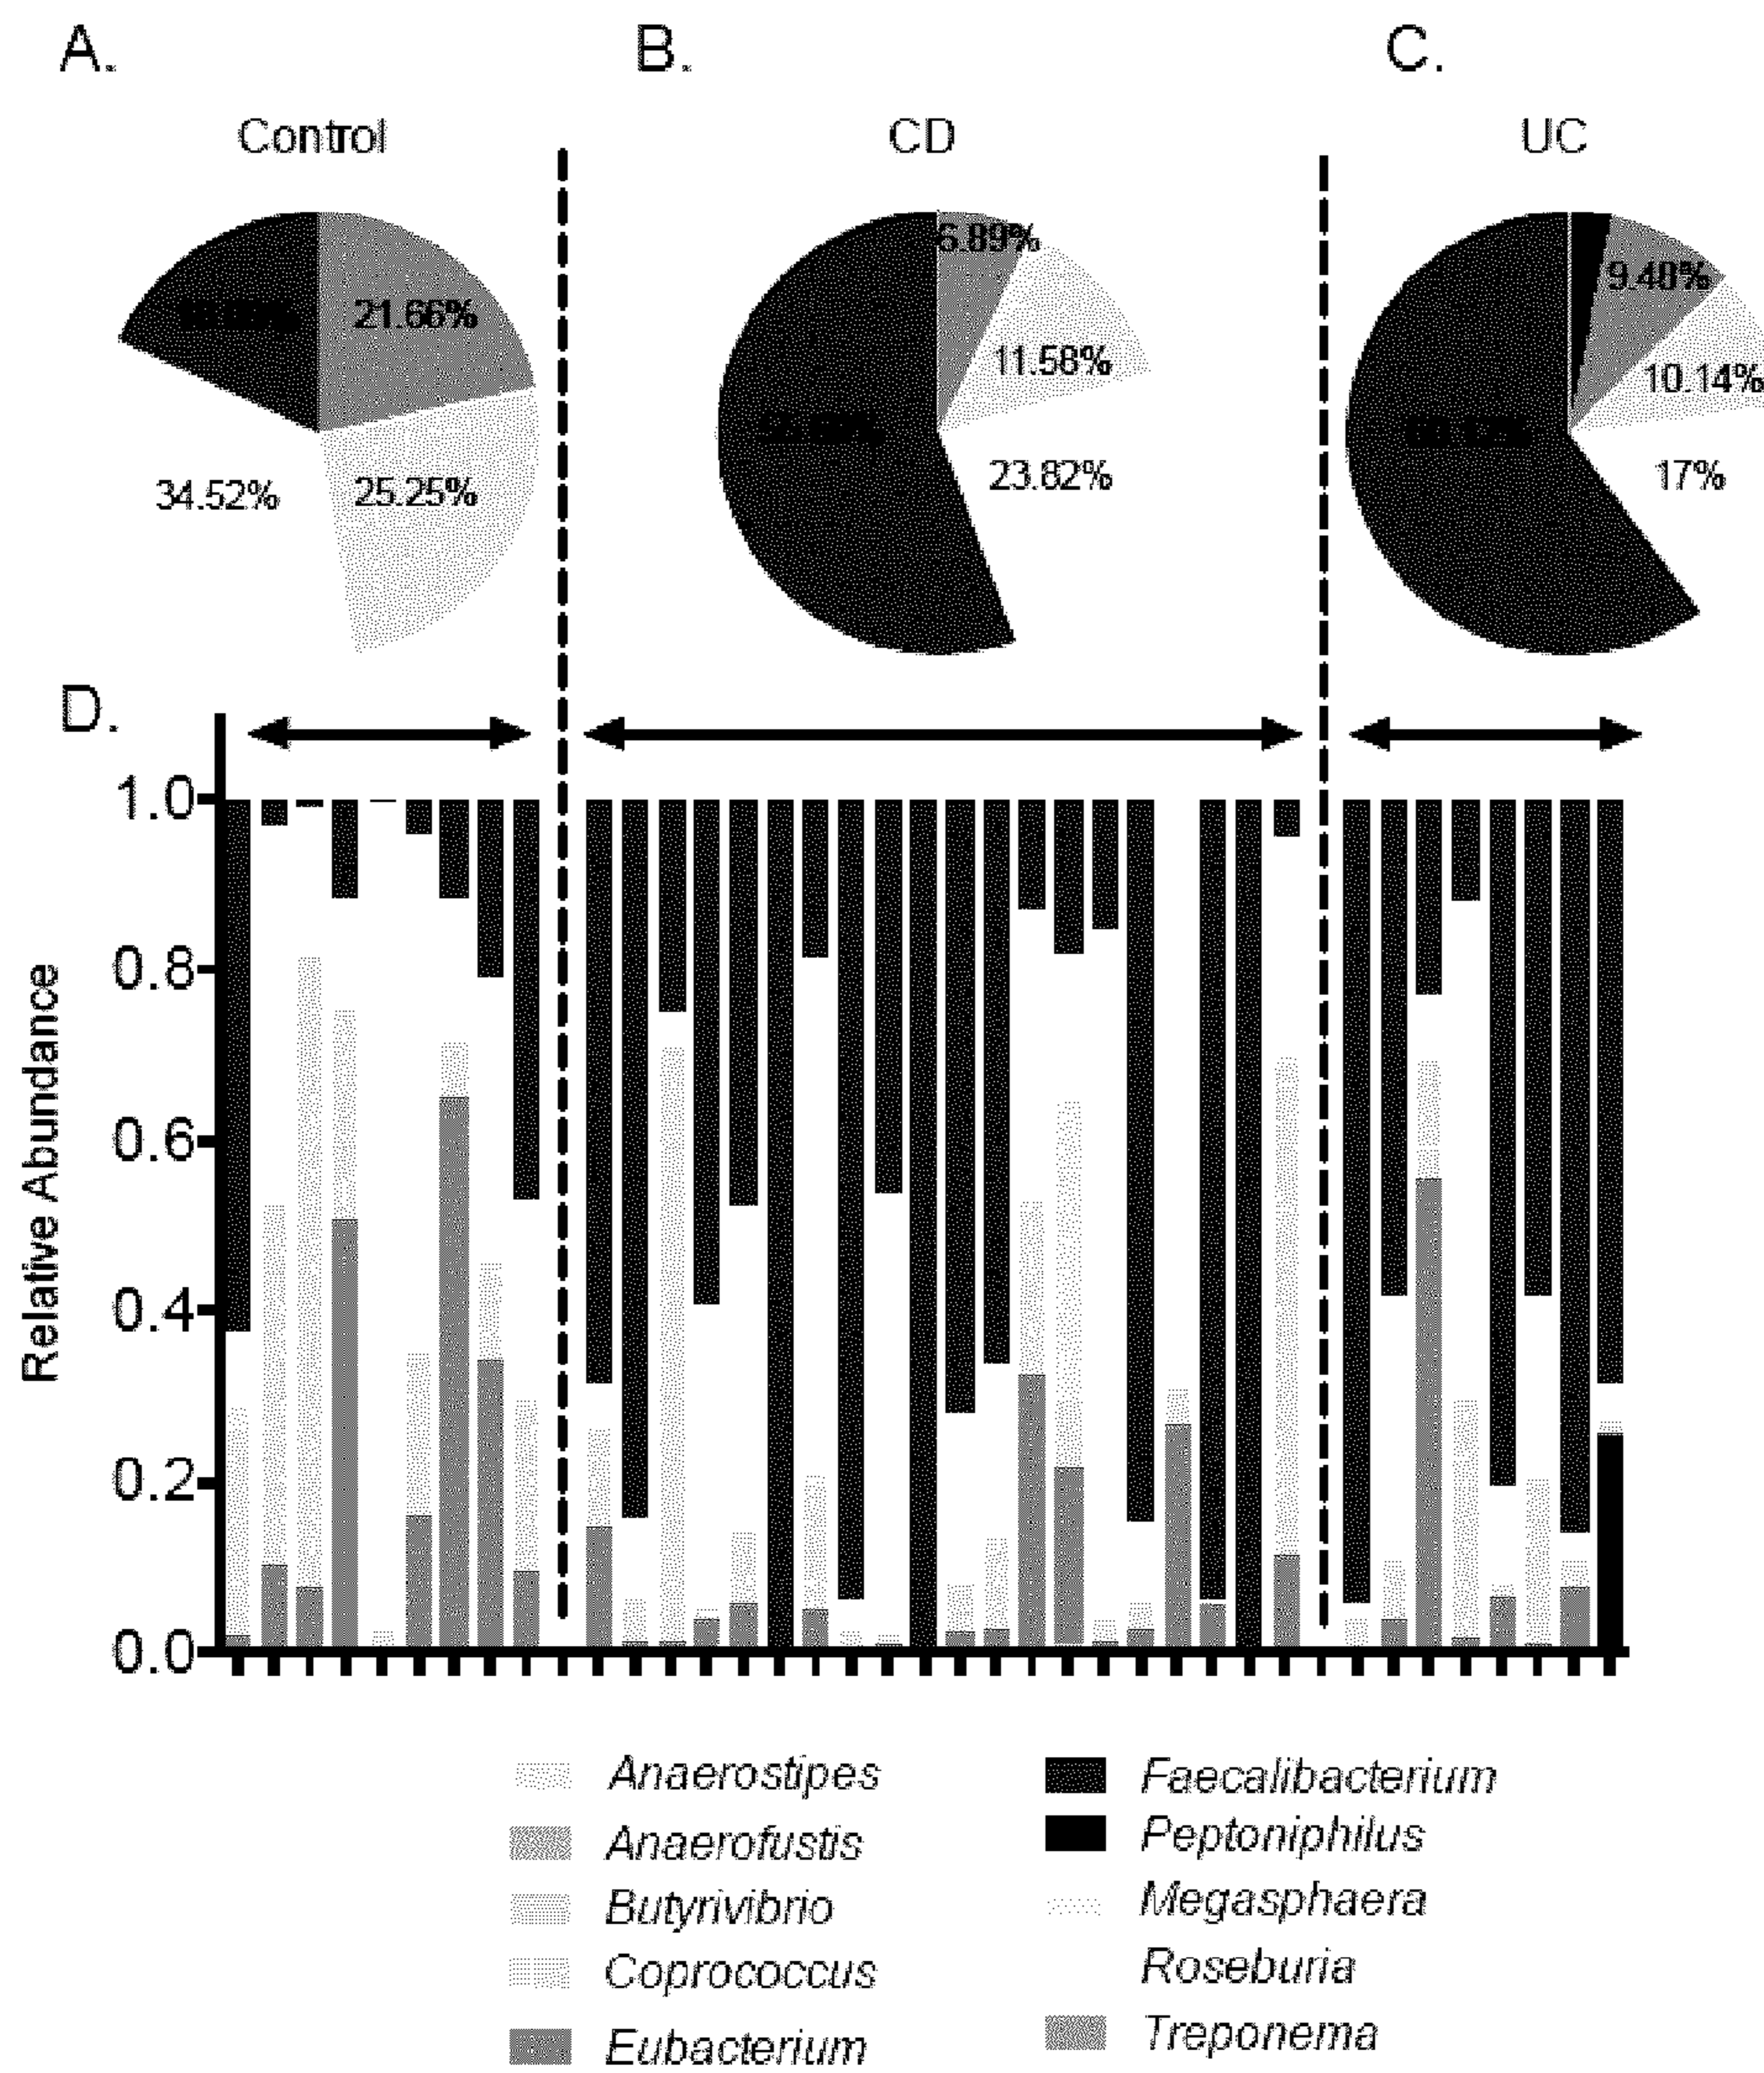 A.
B.
C.
Control
CD
UC
21.66%
25.25%
34.52%
6.89%
11.58%
23.82%
9.48%
10.14%
17%
D.
Relative Abundance
1.0
0.8
0.6
0.4
0.2
0.0
Anaerostipes
Anaerofustis
Butyrivibrio
Coprococcus
Eubacterium
Faecalibacterium
Peptoniphilus
Megasphaera
Roseburia
Treponema